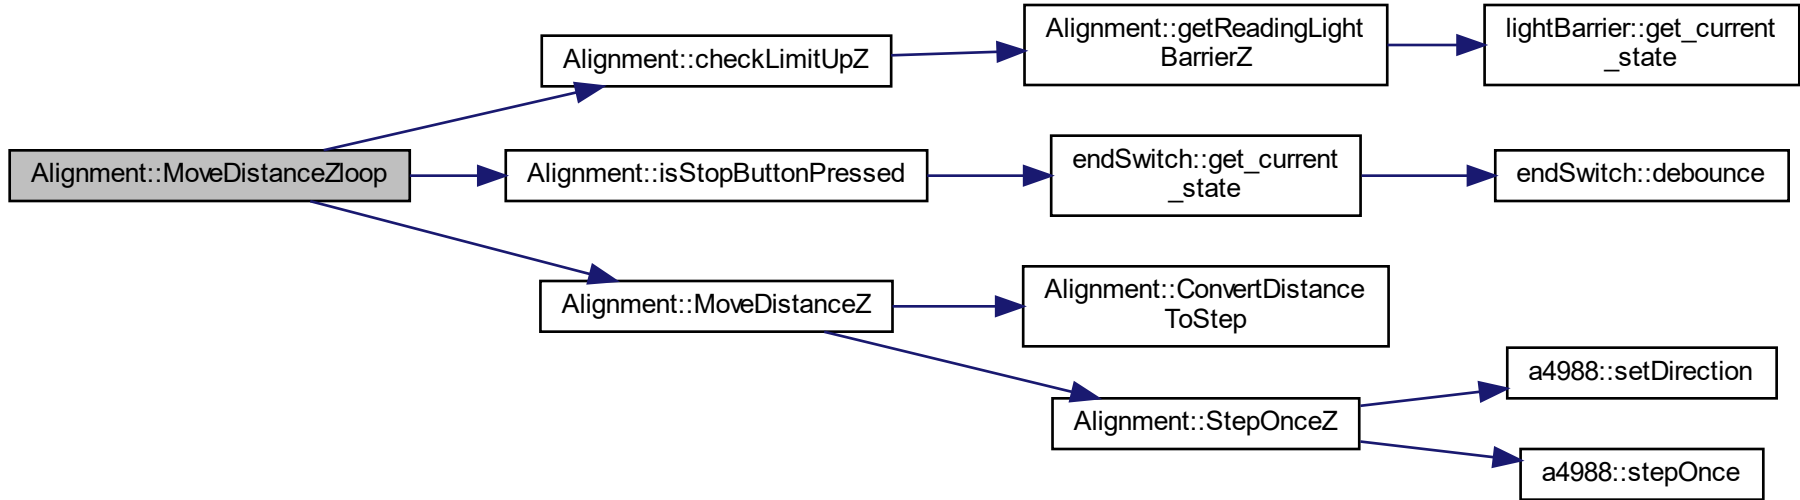 Alignment::MoveDistanceZloop
Alignment::checkLimitUpZ
Alignment::getReadingLight
BarrierZ
lightBarrier::get_current
_state
Alignment::isStopButtonPressed
endSwitch::get_current
_state
endSwitch::debounce
Alignment::MoveDistanceZ
Alignment::ConvertDistance
ToStep
Alignment::StepOnceZ
a4988::setDirection
a4988::stepOnce